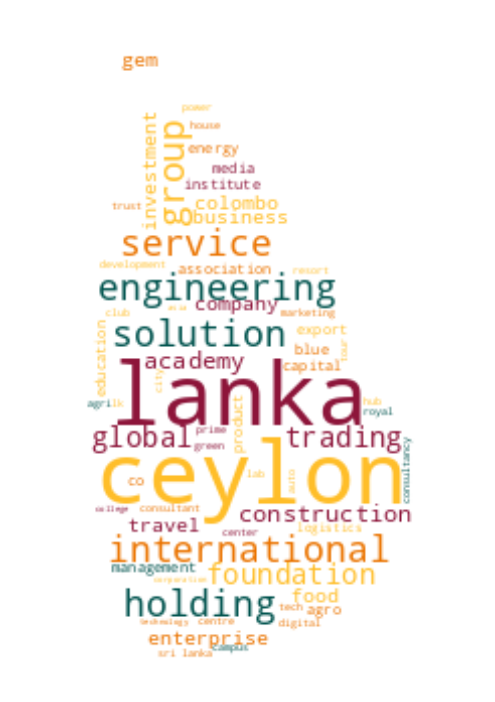 gem
power
house
energy
media
institute
investment
group
trust
colombo
business
service
development
association
resort
engineering
company
club
asia
marketing
solution
export
education
academy
blue
capital
tour
city
lanka
agri
lk
hub
royal
product
global
prime
green
trading
ceylon
consultancy
co
lab
auto
college
consultant
construction
travel
center
logistics
international
management
foundation
corporation
holding
food
tech
agro
technology
centre
digital
enterprise
campus
sri lanka